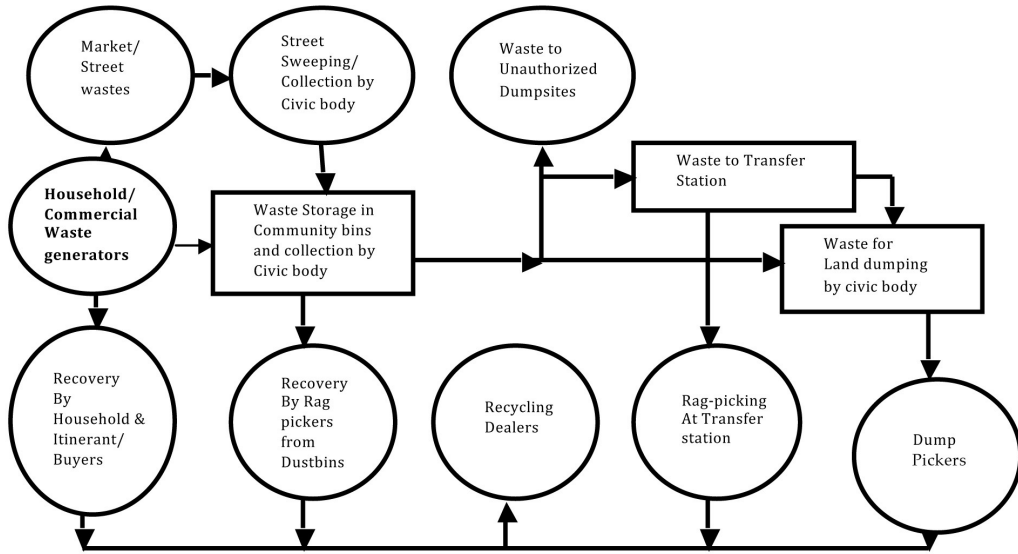 Market/
Street
wastes
Street
Sweeping/
Collection by
Civic body
Waste to
Unauthorized
Dumpsites
Waste to Transfer
Station
Household/
Commercial
Waste
generators
Waste Storage in
Community bins
and collection by
Civic body
Waste for
Land dumping
by civic body
Recovery
By
Household &
Itinerant/
Buyers
Recovery
By Rag
pickers
from
Dustbins
Recycling
Dealers
Rag-picking
At Transfer
station
Dump
Pickers